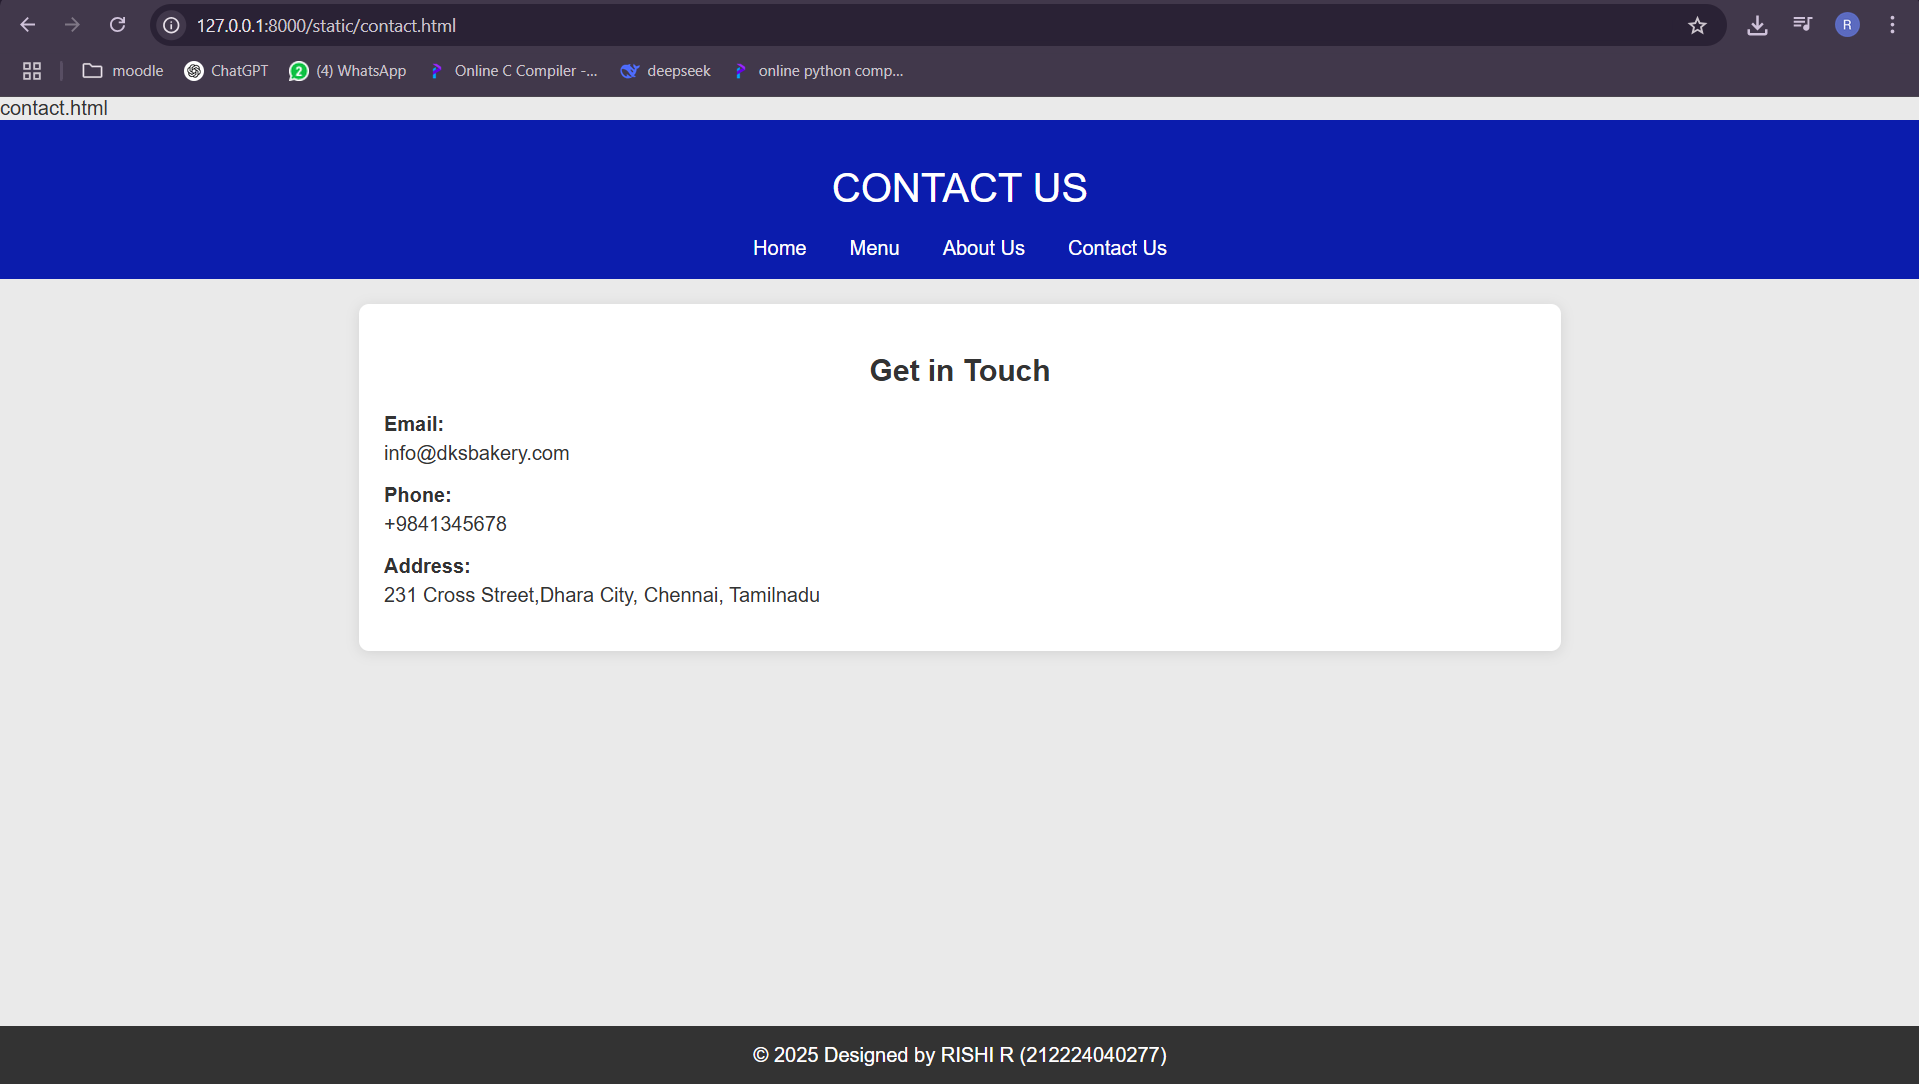 127.0.0.1:8000/static/contact.html
R
moodle
ChatGPT
2
(4) WhatsApp
Online C Compiler -...
deepseek
online python comp...
contact.html
CONTACT US
Home Menu About Us Contact Us
Get in Touch
Email:
info@dksbakery.com
Phone:
+9841345678
Address:
231 Cross Street,Dhara City, Chennai, Tamilnadu
© 2025 Designed by RISHI R (212224040277)